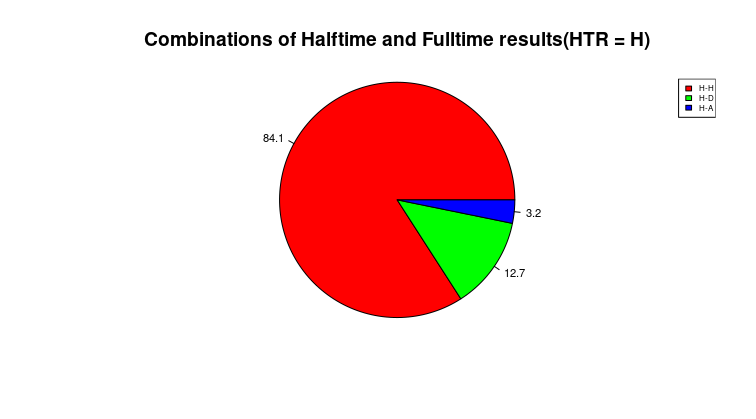 Combinations of Halftime and Fulltime results(HTR = H)
H-H
H-D
H-A
84.1
3.2
12.7